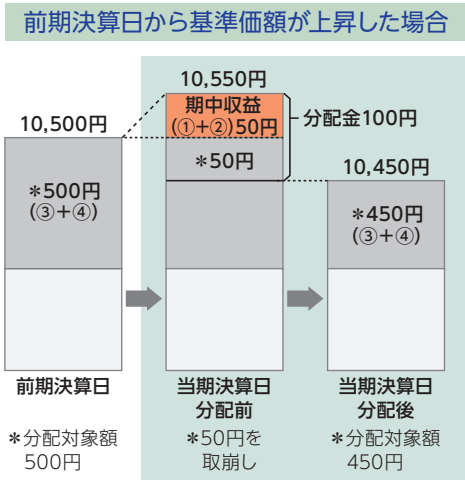 前期決算日から基準価額が上昇した場合
10,550円
期中収益
(①+②)50円
分配金100円
10,500円
*50円
10,450円
*500円
(③+④)
*450円
(③+④)
前期決算日
当期決算日
分配前
当期決算日
分配後
*分配対象額
500円
*50円を
取崩し
*分配対象額
450円